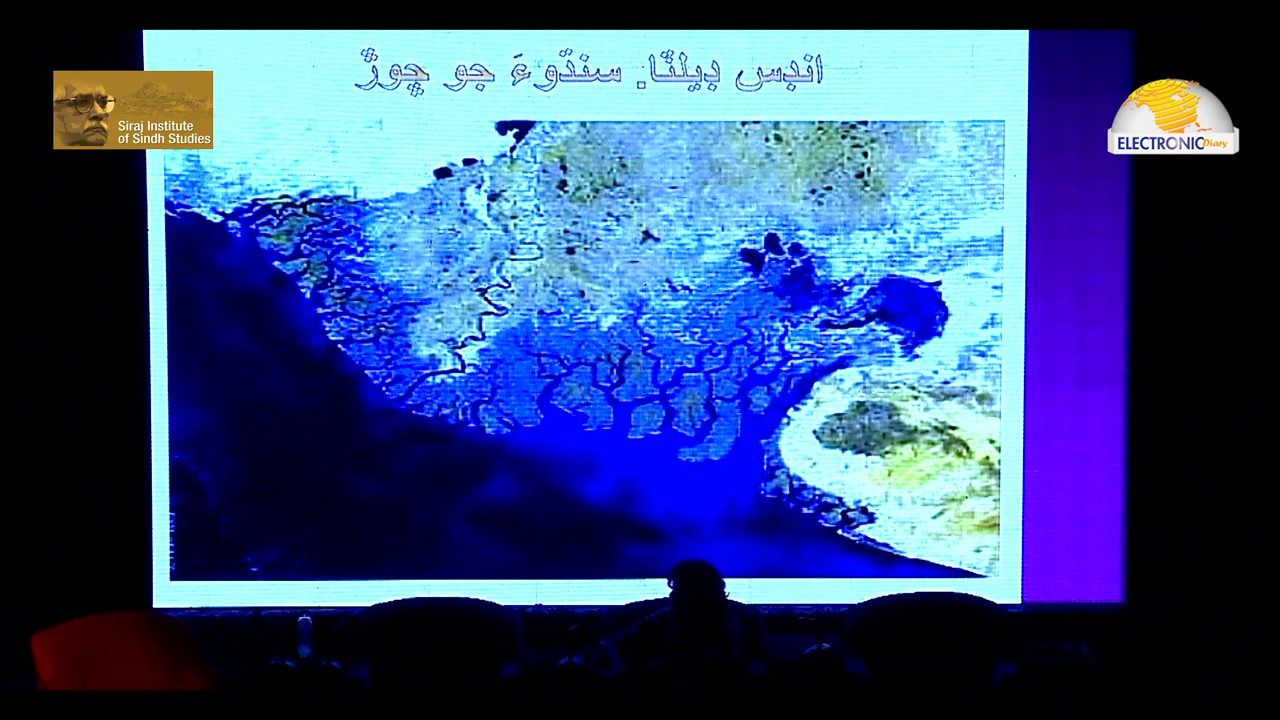 انڊس ڊيلٽا. سنڌوءَ جو ڇوڙ
Siraj Institute
of Sindh Studies
ELECTRONIC Diary